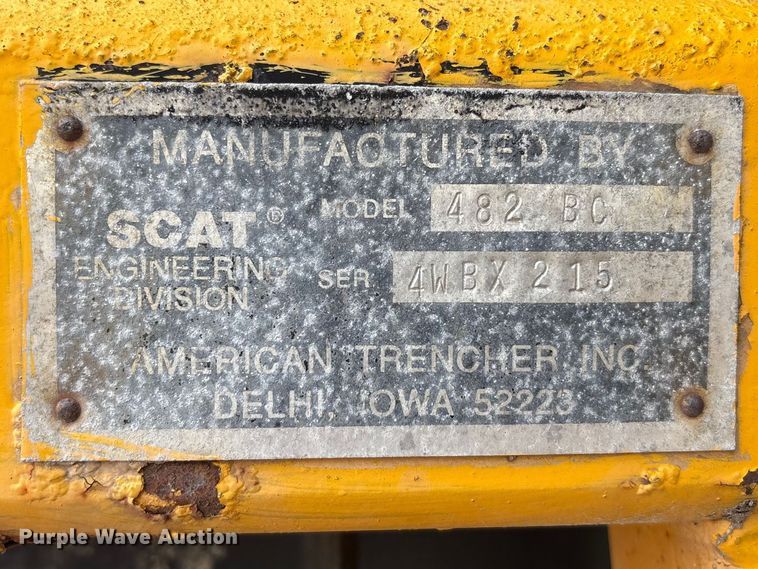 MANUFACTURED BY
SCAT® MODEL 482 BC
ENGINEERING SER 4WBX 215
DIVISION
AMERICAN TRENCHER, INC.
DELHI, IOWA 52223
Purple Wave Auction